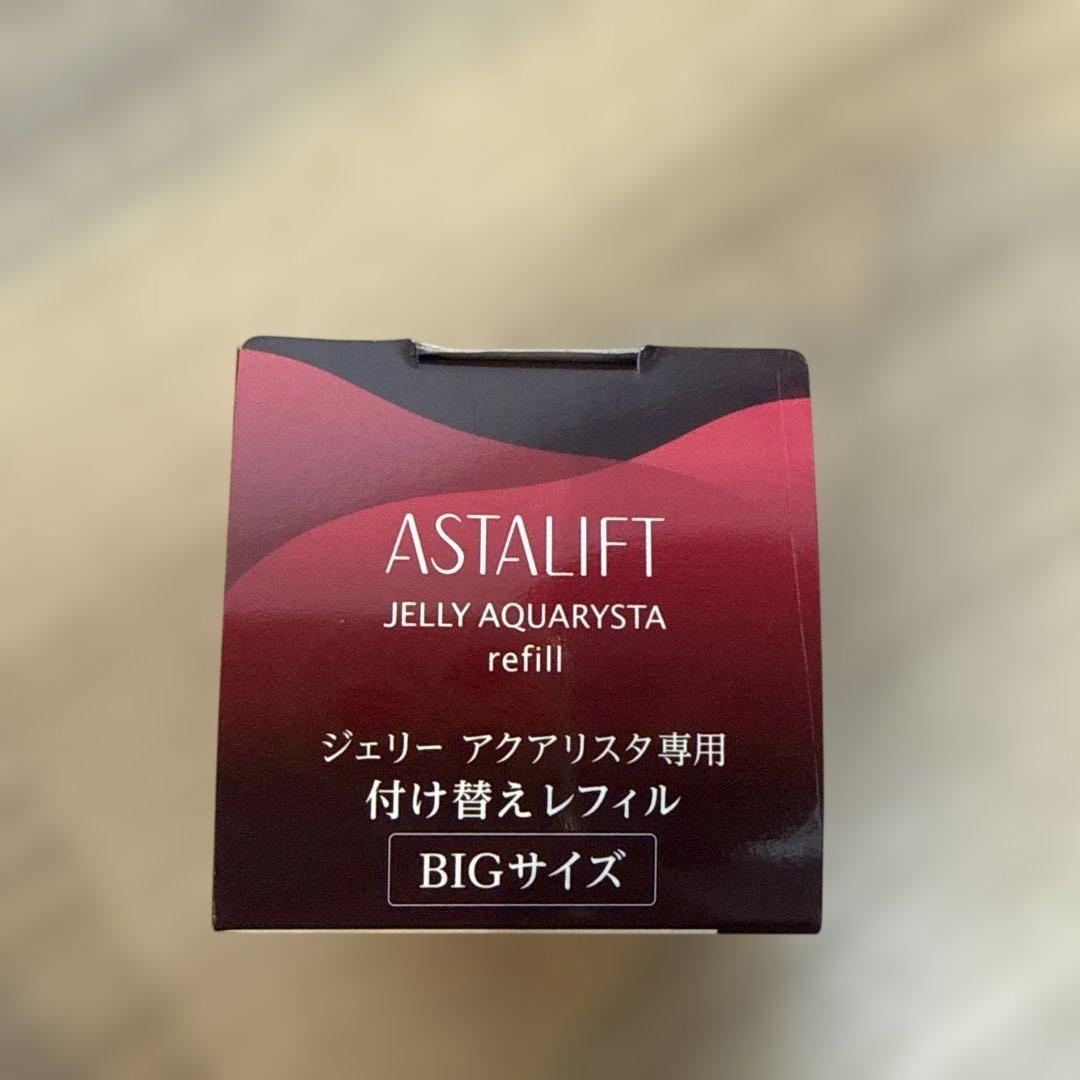 ASTALIFT
JELLY AQUARYSTA
refill
ジェリー アクアリスタ専用
付け替えレフィル
BIGサイズ